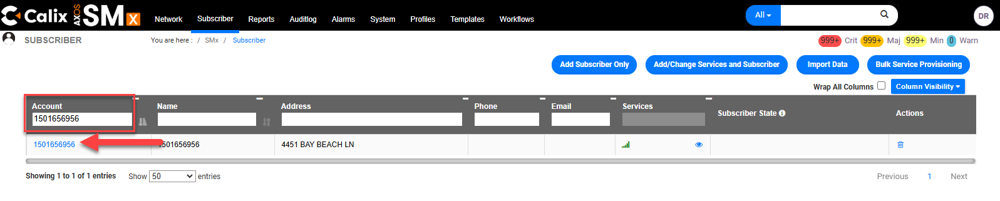 Calix AXOS SMx Network Subscriber Reports Auditlog Alarms System Profiles Templates Workflows All DR
SUBSCRIBER You are here : / SMx / Subscriber 999+ Crit 999+ Maj 999+ Min 0 Warn
Add Subscriber Only Add/Change Services and Subscriber Import Data Bulk Service Provisioning
Wrap All Columns Column Visibility
Account Name Address Phone Email Services Subscriber State Actions
1501656956
1501656956 1501656956 4451 BAY BEACH LN
Showing 1 to 1 of 1 entries Show 50 entries Previous 1 Next